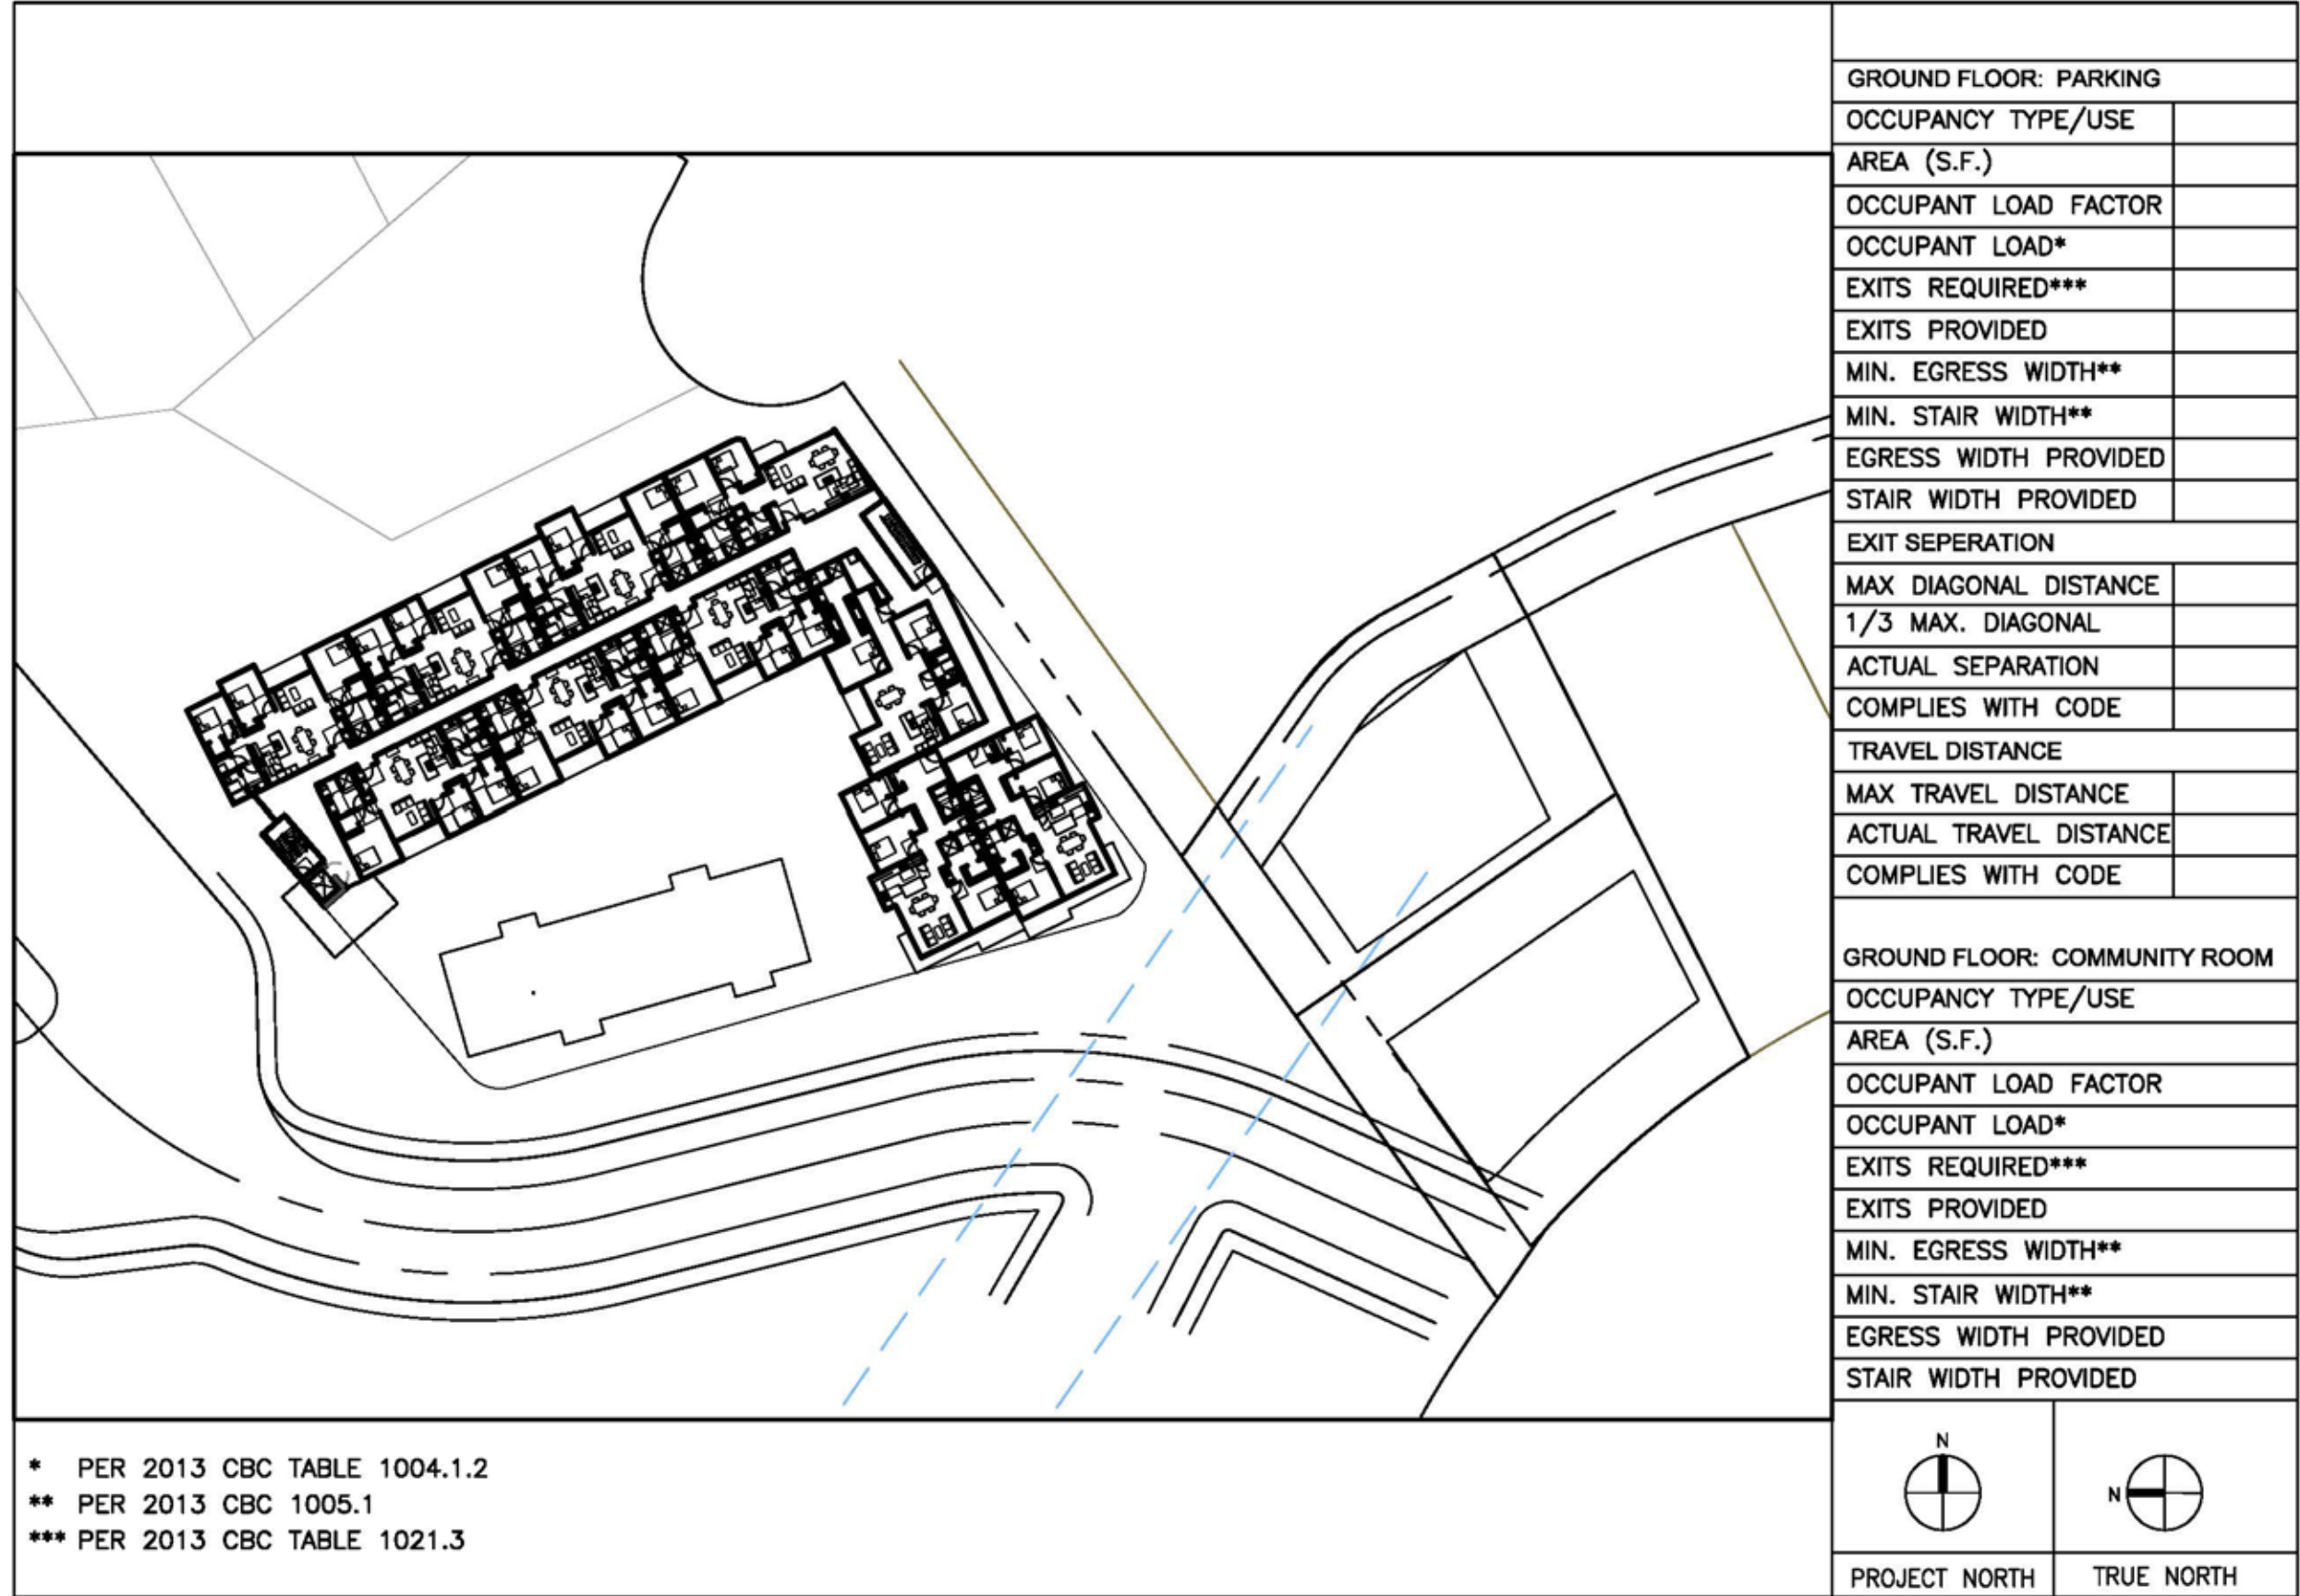 GROUND FLOOR: PARKING
OCCUPANCY TYPE/USE
AREA (S.F.)
OCCUPANT LOAD FACTOR
OCCUPANT LOAD*
EXITS REQUIRED***
EXITS PROVIDED
MIN. EGRESS WIDTH**
MIN. STAIR WIDTH**
EGRESS WIDTH PROVIDED
STAIR WIDTH PROVIDED
EXIT SEPERATION
MAX DIAGONAL DISTANCE
1/3 MAX. DIAGONAL
ACTUAL SEPARATION
COMPLIES WITH CODE
TRAVEL DISTANCE
MAX TRAVEL DISTANCE
ACTUAL TRAVEL DISTANCE
COMPLIES WITH CODE
GROUND FLOOR: COMMUNITY ROOM
OCCUPANCY TYPE/USE
AREA (S.F.)
OCCUPANT LOAD FACTOR
OCCUPANT LOAD*
EXITS REQUIRED***
EXITS PROVIDED
MIN. EGRESS WIDTH**
MIN. STAIR WIDTH**
EGRESS WIDTH PROVIDED
STAIR WIDTH PROVIDED
* PER 2013 CBC TABLE 1004.1.2
** PER 2013 CBC 1005.1
*** PER 2013 CBC TABLE 1021.3
N
N
PROJECT NORTH
TRUE NORTH